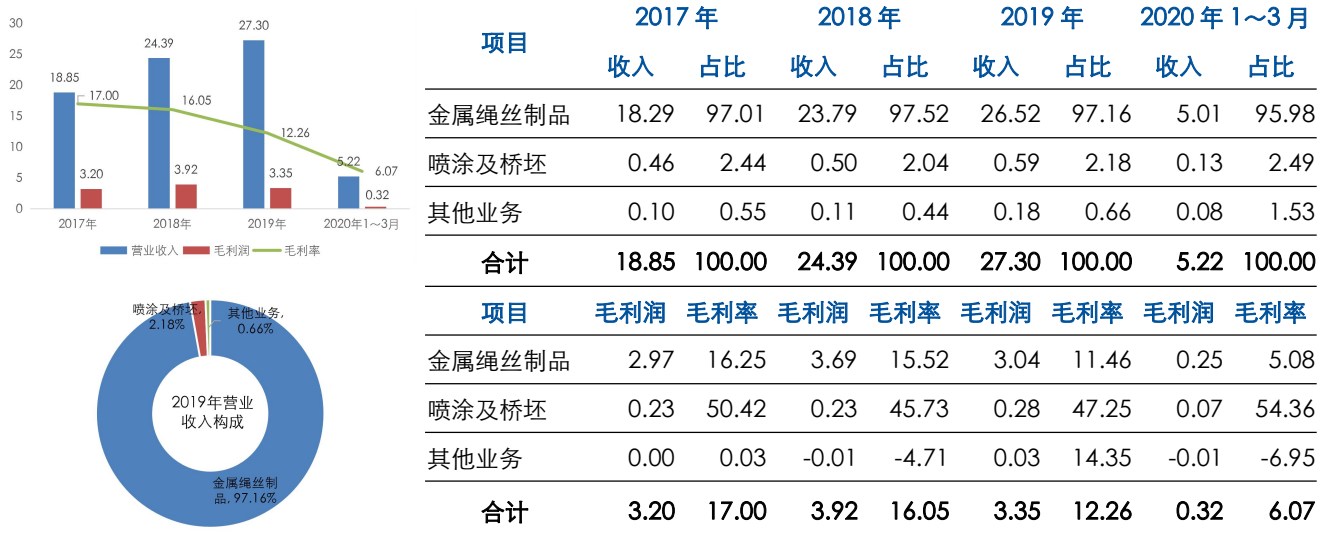 30
25
20
15
10
5
0
18.85
24.39
27.30
5.22
17.00
16.05
12.26
6.07
3.20
3.92
3.35
0.32
2017年 2018年 2019年 2020年1～3月
营业收入 毛利润 毛利率
喷涂及桥坯,
2.18%
其他业务,
0.66%
2019年营业
收入构成
金属绳丝制
品, 97.16%
项目 2017年 2018年 2019年 2020年1～3月
收入 占比 收入 占比 收入 占比 收入 占比
金属绳丝制品 18.29 97.01 23.79 97.52 26.52 97.16 5.01 95.98
喷涂及桥坯 0.46 2.44 0.50 2.04 0.59 2.18 0.13 2.49
其他业务 0.10 0.55 0.11 0.44 0.18 0.66 0.08 1.53
合计 18.85 100.00 24.39 100.00 27.30 100.00 5.22 100.00
项目 毛利润 毛利率 毛利润 毛利率 毛利润 毛利率 毛利润 毛利率
金属绳丝制品 2.97 16.25 3.69 15.52 3.04 11.46 0.25 5.08
喷涂及桥坯 0.23 50.42 0.23 45.73 0.28 47.25 0.07 54.36
其他业务 0.00 0.03 -0.01 -4.71 0.03 14.35 -0.01 -6.95
合计 3.20 17.00 3.92 16.05 3.35 12.26 0.32 6.07